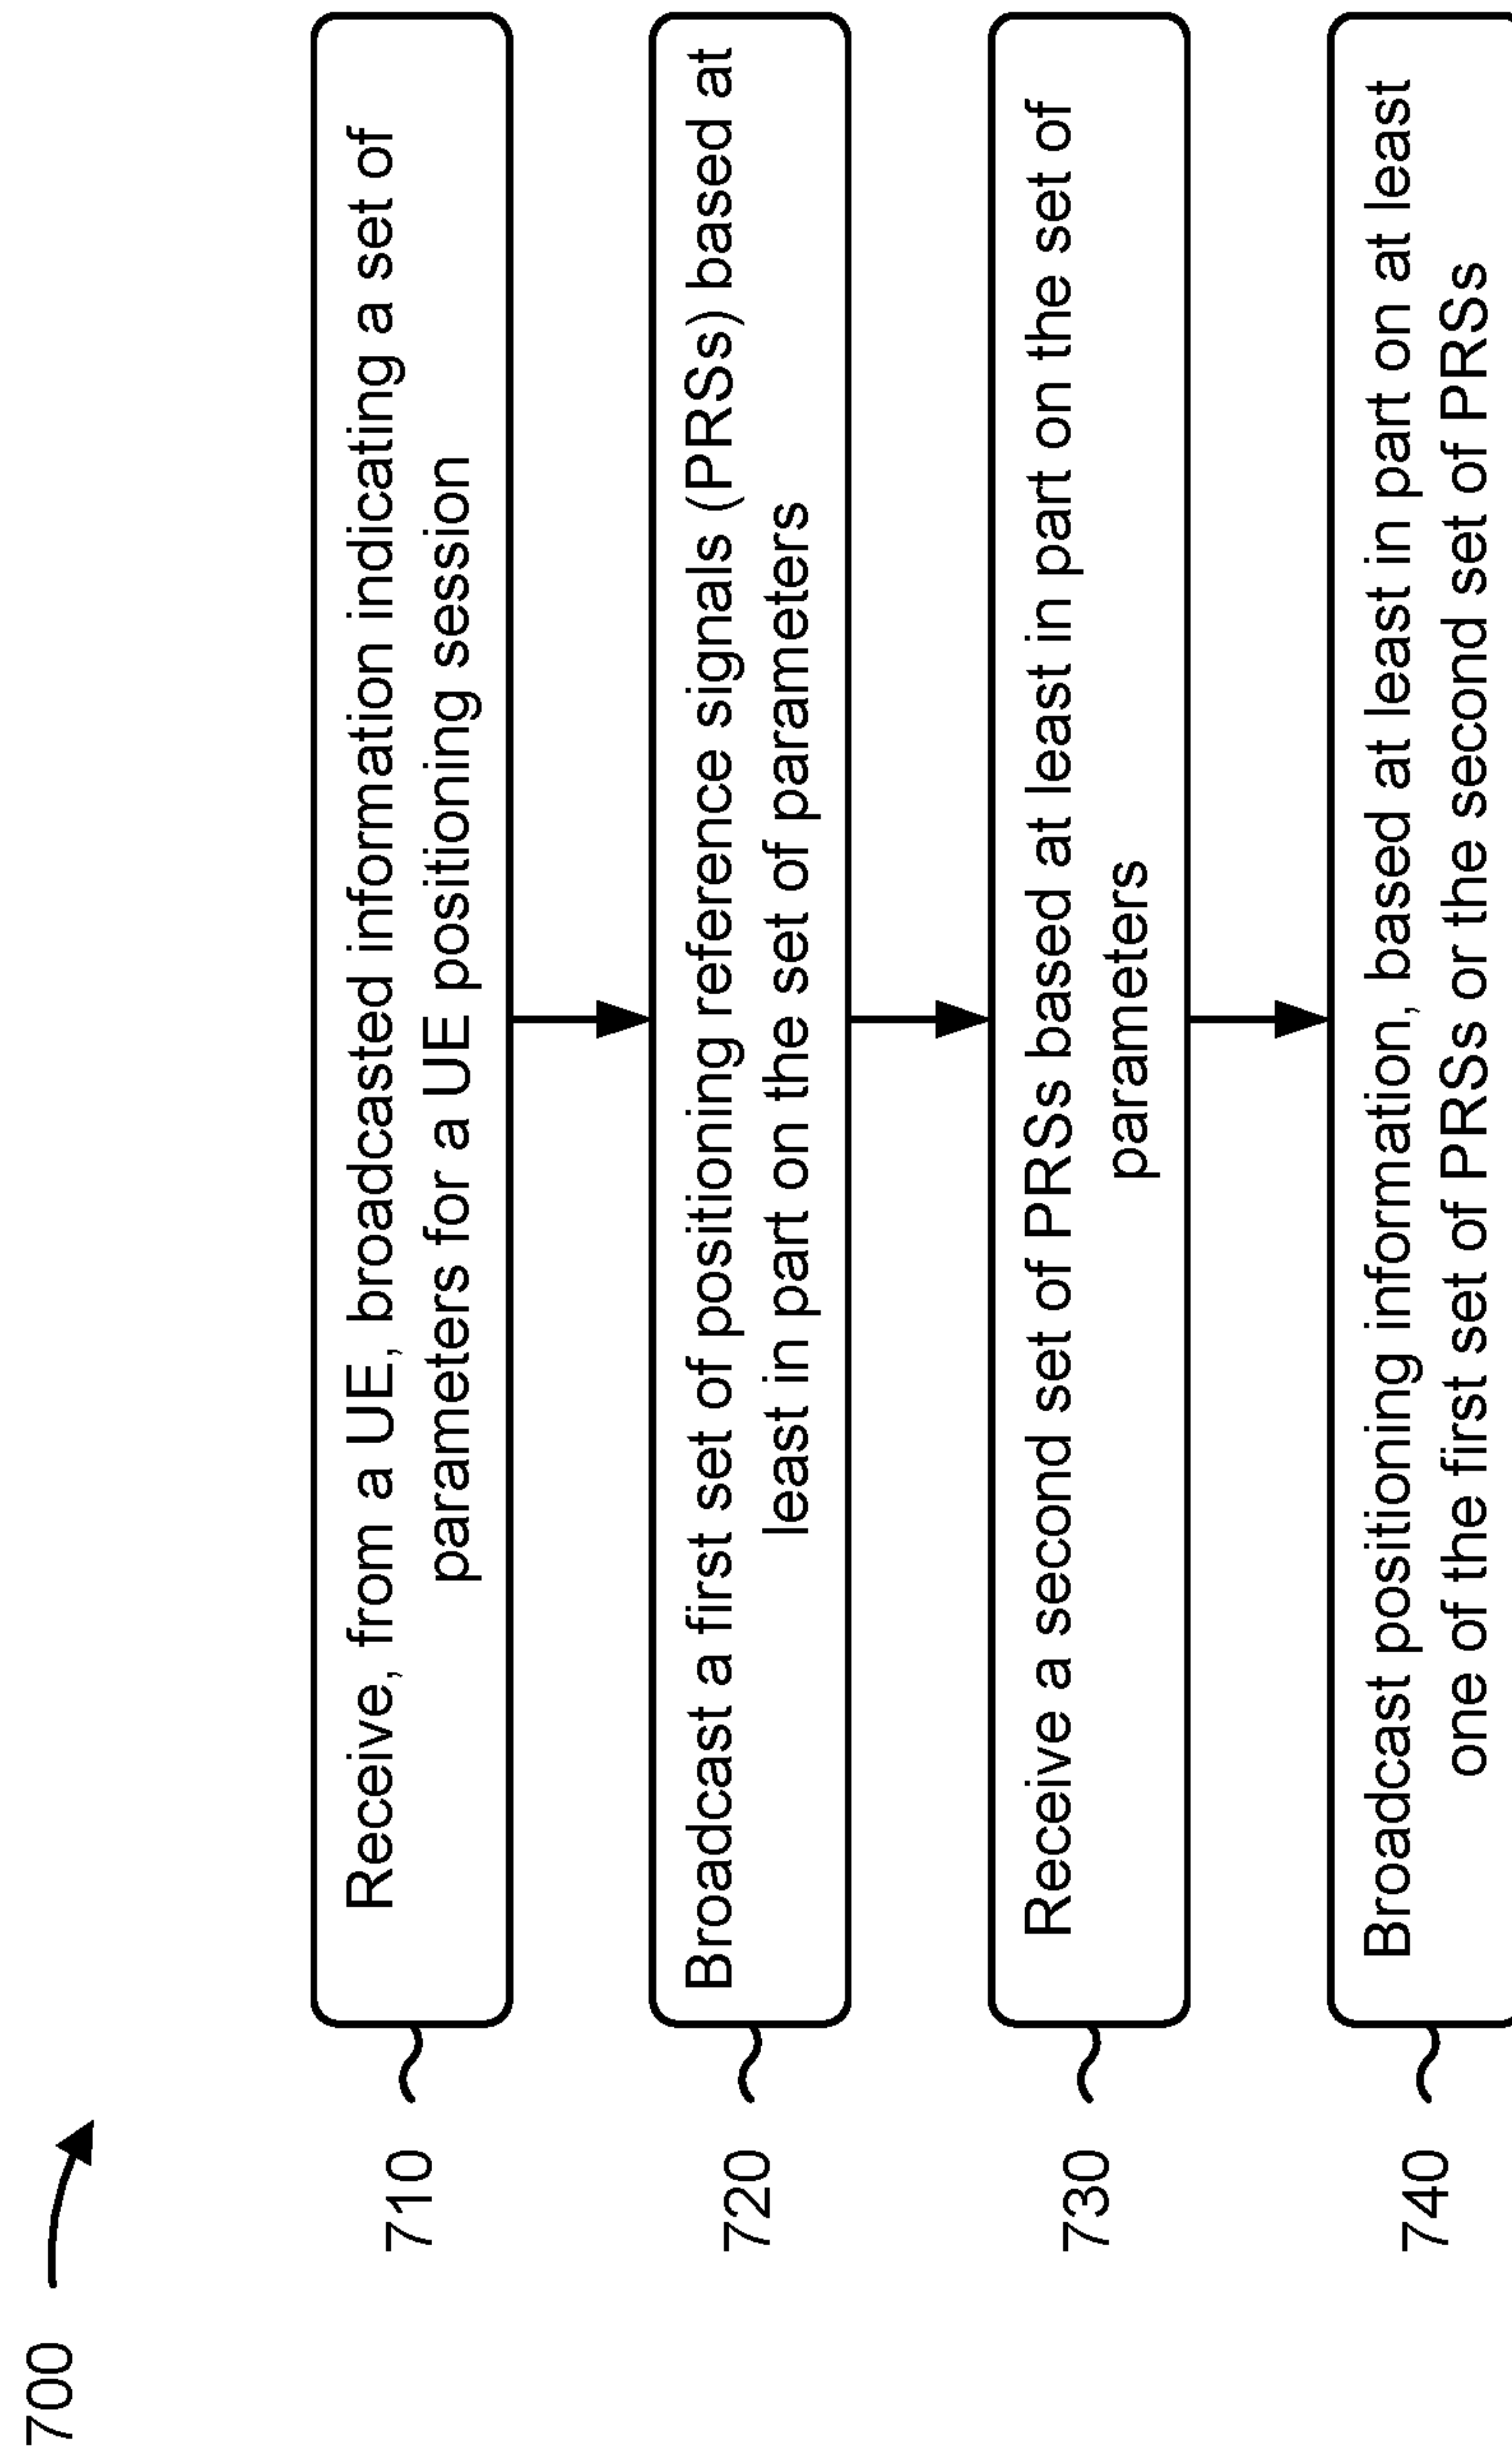 700
710
Receive, from a UE, broadcasted information indicating a set of
parameters for a UE positioning session
720
Broadcast a first set of positioning reference signals (PRSs) based at
least in part on the set of parameters
730
Receive a second set of PRSs based at least in part on the set of
parameters
740
Broadcast positioning information, based at least in part on at least
one of the first set of PRSs or the second set of PRSs